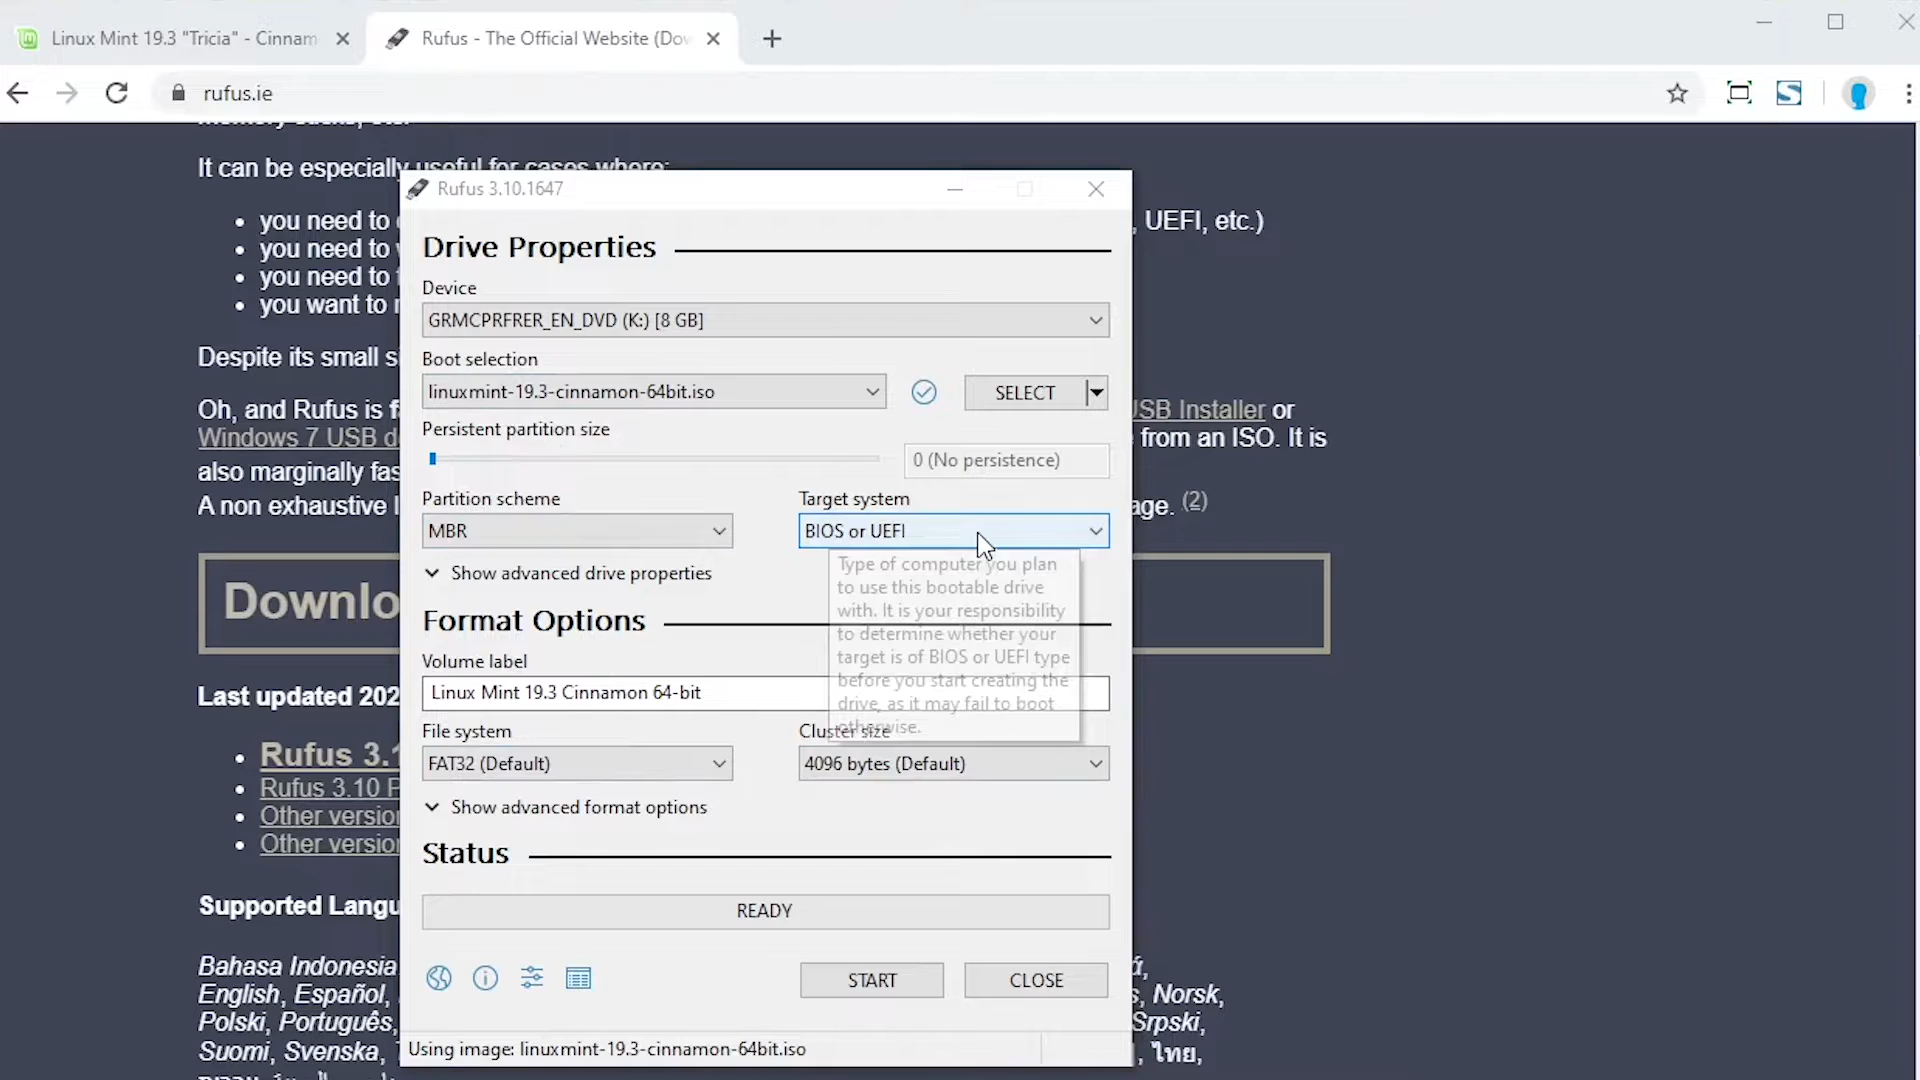 Linux Mint 19.3 "Tricia" - Cinnam
Rufus - The Official Website (Dow
rufus.ie
It can be especially useful for cases where:
Rufus 3.10.1647
you need to
, UEFI, etc.)
you need to
you need to
you want to
Drive Properties
Device
GRMCPRFRER_EN_DVD (K:) [8 GB]
Despite its small si
Boot selection
linuxmint-19.3-cinnamon-64bit.iso
SELECT
Oh, and Rufus is f
USB Installer or
Windows 7 USB d
from an ISO. It is
Persistent partition size
0 (No persistence)
also marginally fas
A non exhaustive l
age. (2)
Partition scheme
Target system
MBR
BIOS or UEFI
Show advanced drive properties
Type of computer you plan
to use this bootable drive
with. It is your responsibility
to determine whether your
target is of BIOS or UEFI type
before you start creating the
drive, as it may fail to boot
otherwise.
Downlo
Format Options
Volume label
Linux Mint 19.3 Cinnamon 64-bit
Last updated 202
File system
Cluster size
FAT32 (Default)
4096 bytes (Default)
Rufus 3.1
Rufus 3.10 P
Other version
Other version
Show advanced format options
Status
READY
Supported Langu
START
CLOSE
Bahasa Indonesia
English, Español,
s, Norsk,
Polski, Português,
Srpski,
Suomi, Svenska,
, ไทย,
Using image: linuxmint-19.3-cinnamon-64bit.iso